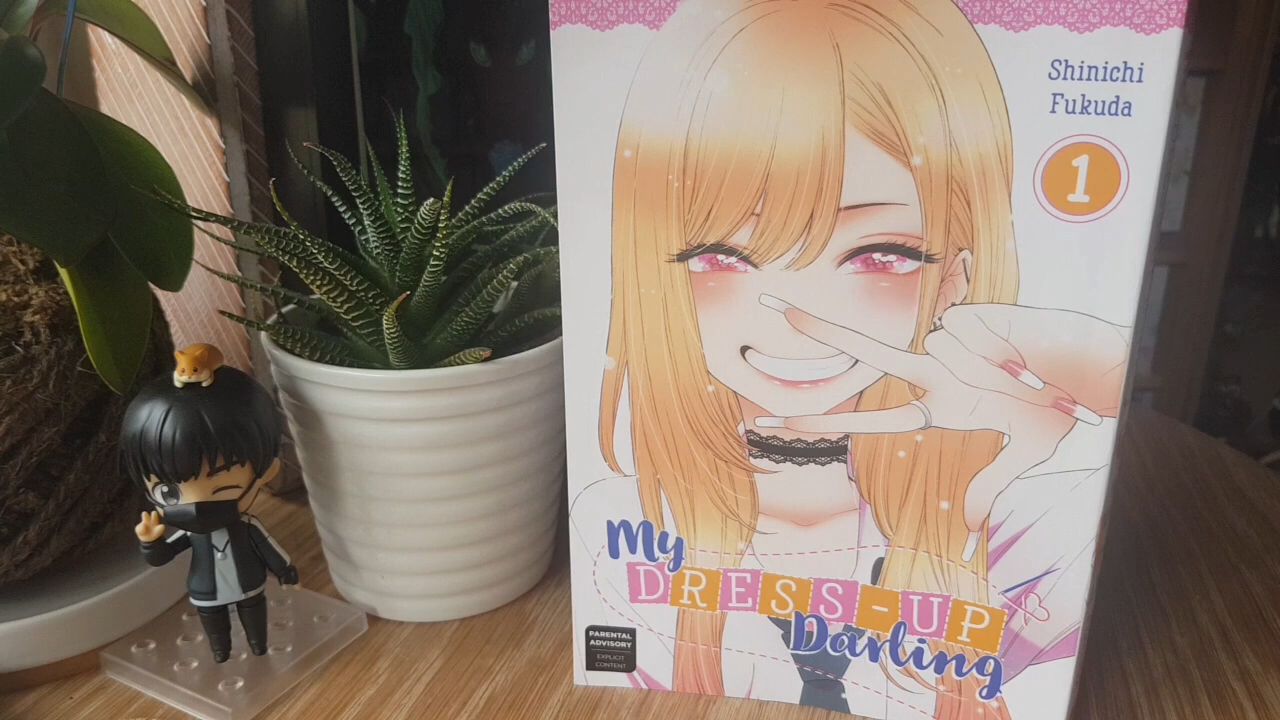 Shinichi
Fukuda
1
My
DRESS-UP
Darling
PARENTAL
ADVISORY
EXPLICIT
CONTENT